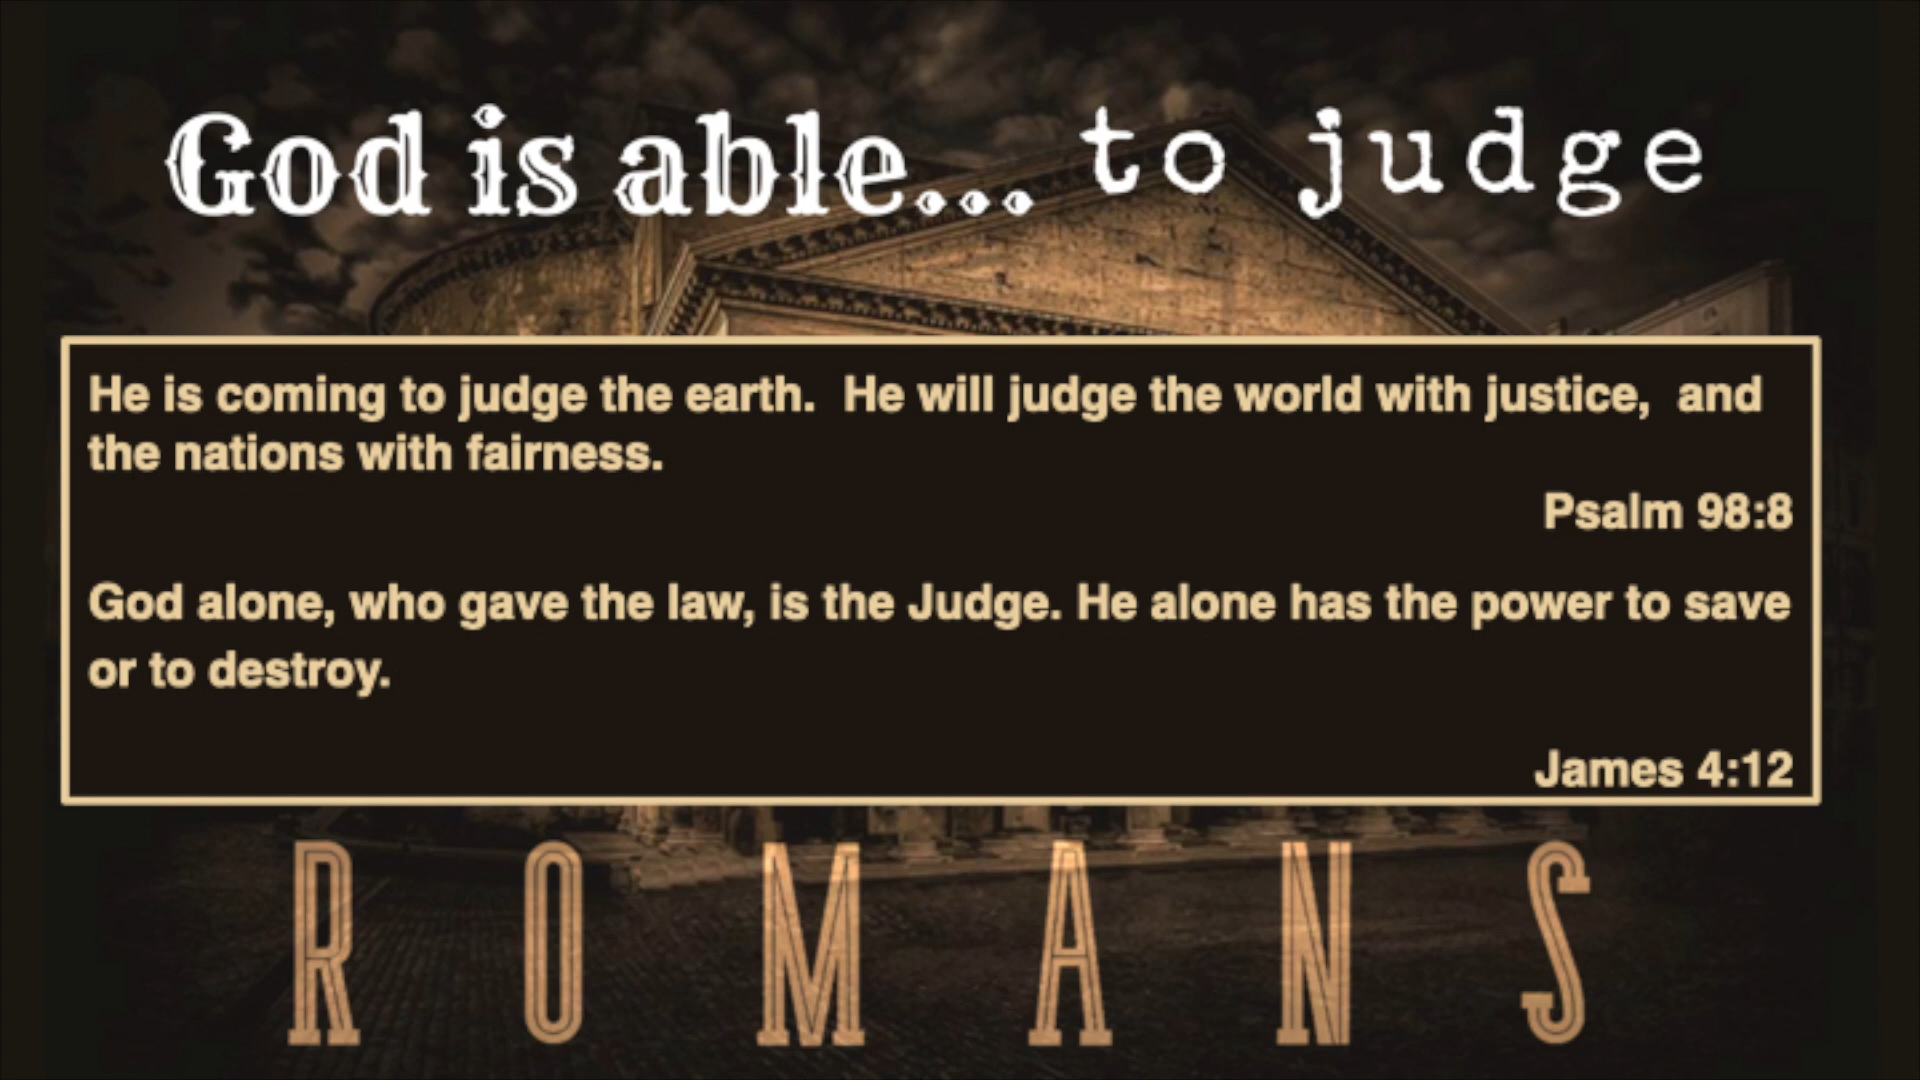 God is able... to judge
He is coming to judge the earth.  He will judge the world with justice,  and
the nations with fairness.
Psalm 98:8
God alone, who gave the law, is the Judge. He alone has the power to save
or to destroy.
James 4:12
ROMANS